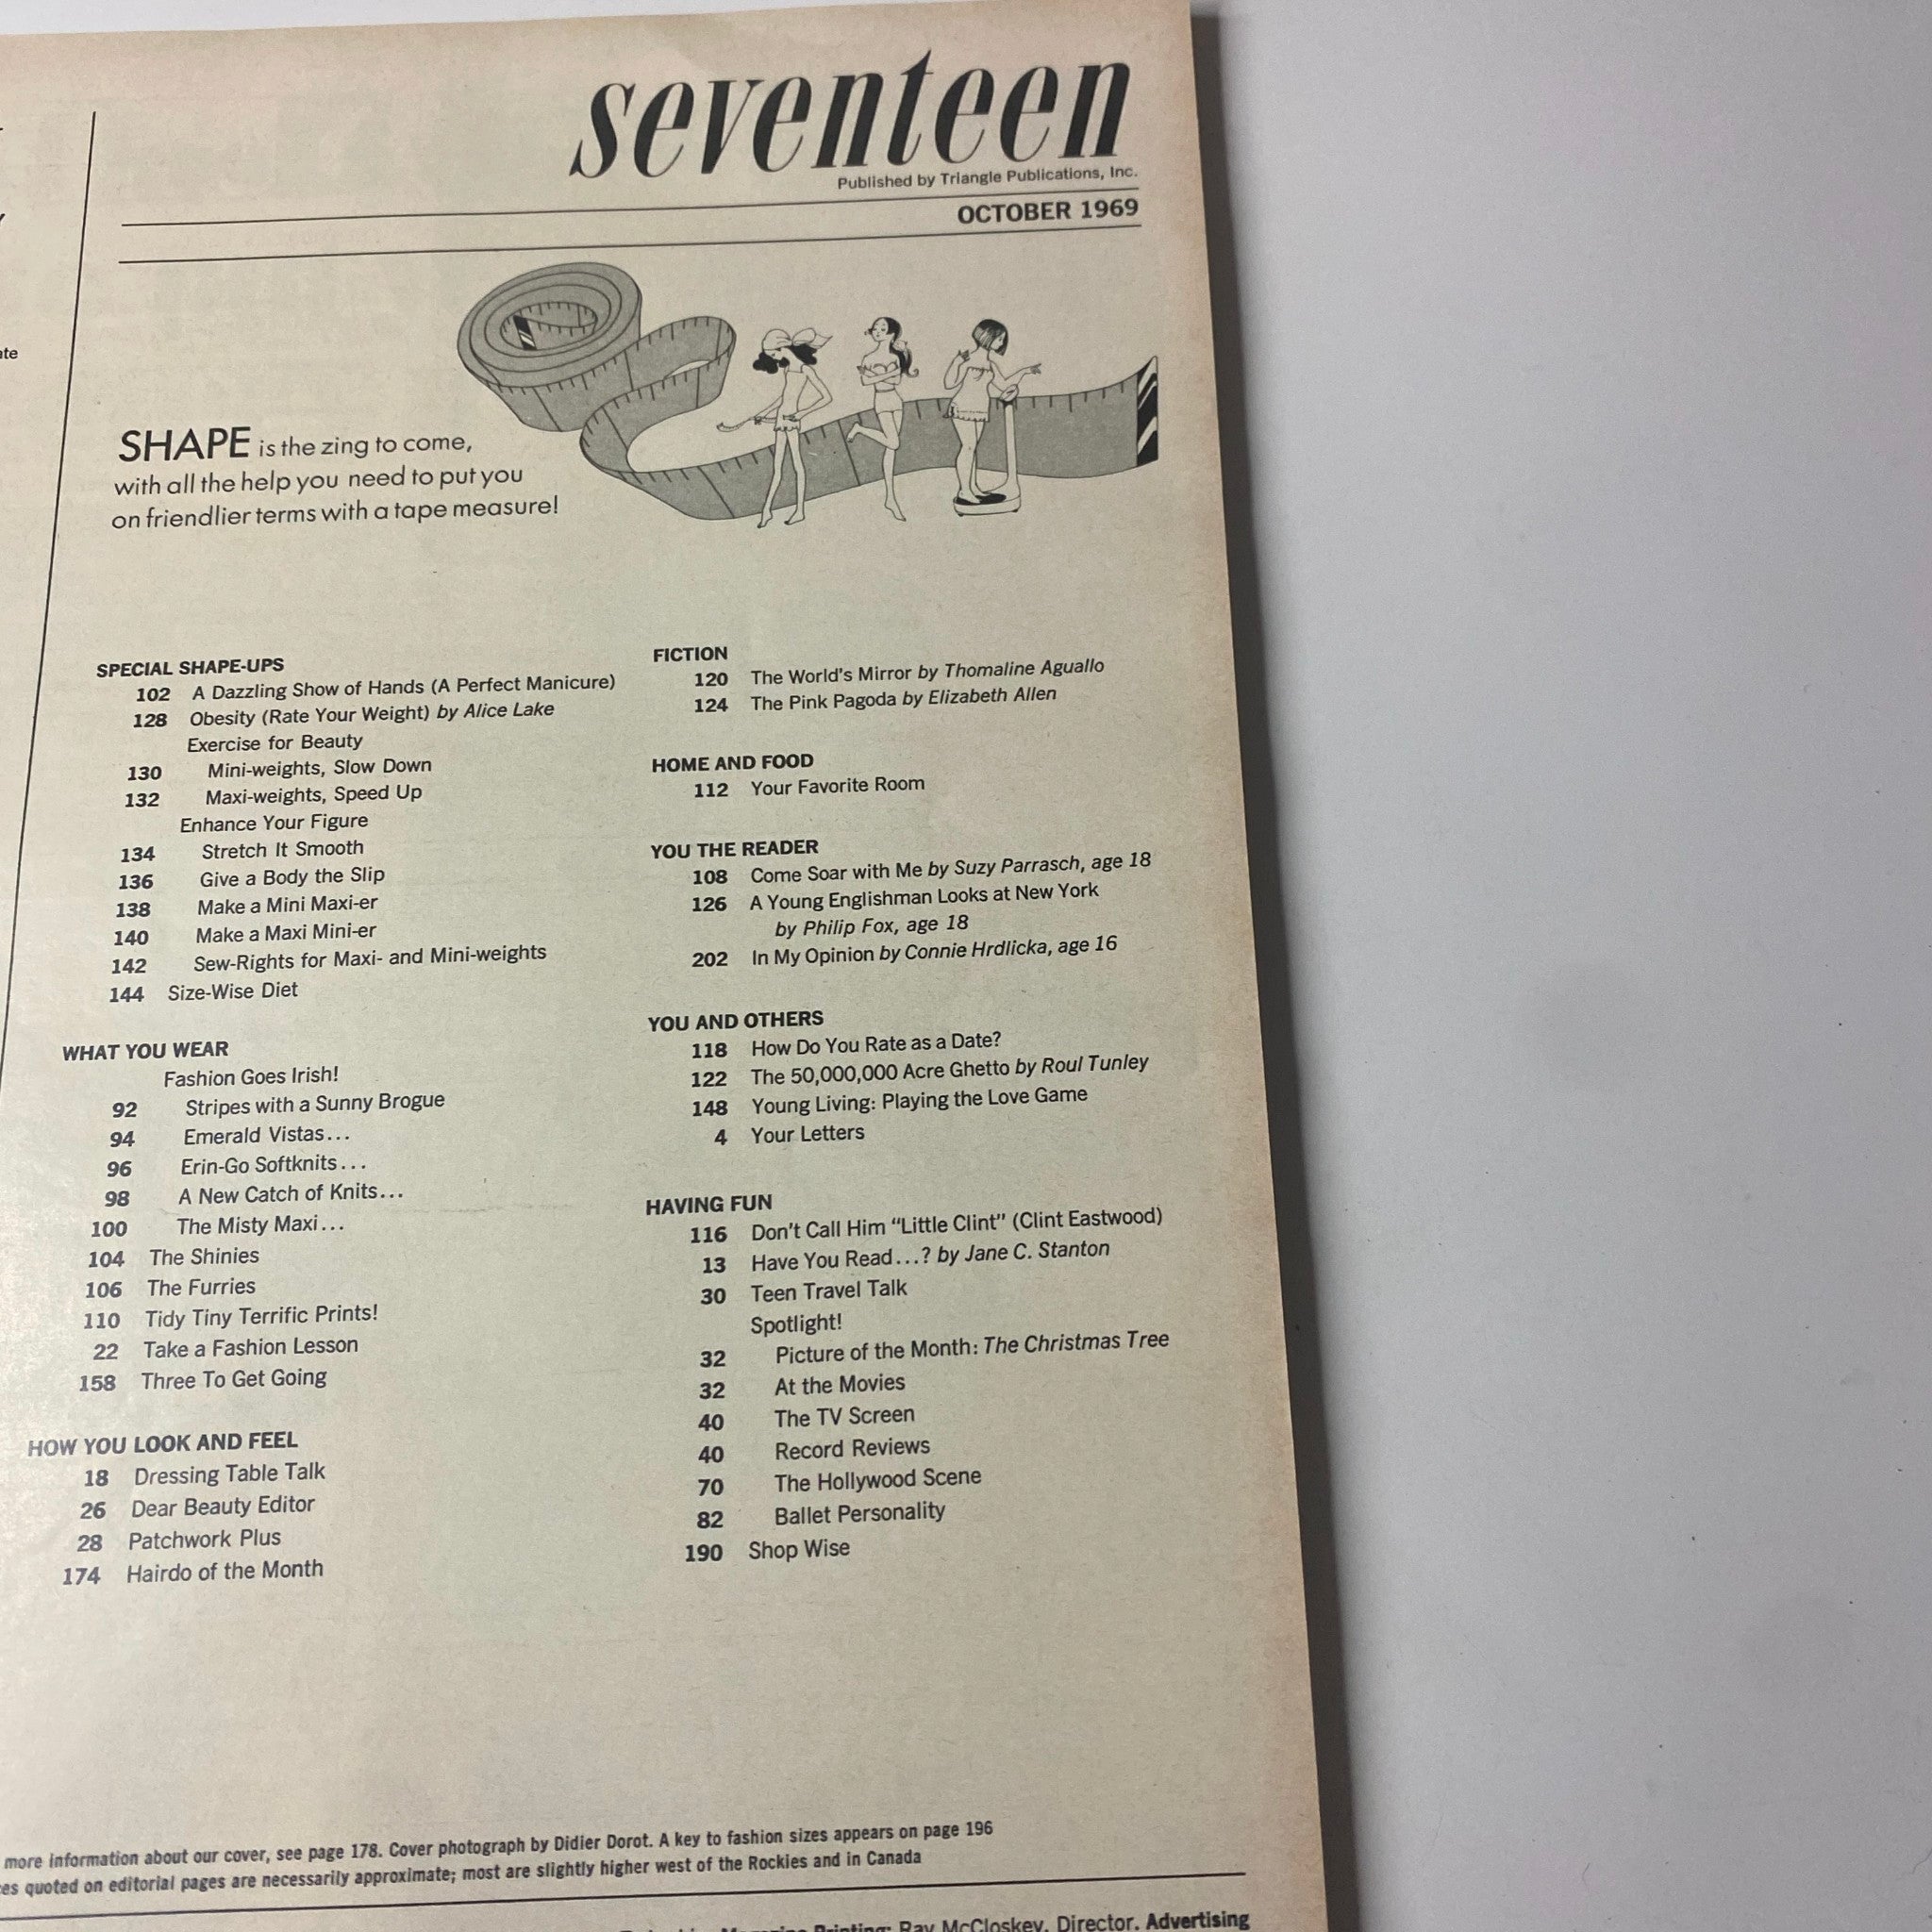 seventeen
Published by Triangle Publications, Inc.
OCTOBER 1969
SHAPE is the zing to come,
with all the help you need to put you
on friendlier terms with a tape measure!
SPECIAL SHAPE-UPS
102 A Dazzling Show of Hands (A Perfect Manicure)
128 Obesity (Rate Your Weight) by Alice Lake
Exercise for Beauty
130 Mini-weights, Slow Down
132 Maxi-weights, Speed Up
Enhance Your Figure
134 Stretch It Smooth
136 Give a Body the Slip
138 Make a Mini Maxi-er
140 Make a Maxi Mini-er
142 Sew-Rights for Maxi- and Mini-weights
144 Size-Wise Diet
WHAT YOU WEAR
Fashion Goes Irish!
92 Stripes with a Sunny Brogue
94 Emerald Vistas...
96 Erin-Go Softknits...
98 A New Catch of Knits...
100 The Misty Maxi...
104 The Shinies
106 The Furries
110 Tidy Tiny Terrific Prints!
22 Take a Fashion Lesson
158 Three To Get Going
HOW YOU LOOK AND FEEL
18 Dressing Table Talk
26 Dear Beauty Editor
28 Patchwork Plus
174 Hairdo of the Month
FICTION
120 The World's Mirror by Thomaline Aguallo
124 The Pink Pagoda by Elizabeth Allen
HOME AND FOOD
112 Your Favorite Room
YOU THE READER
108 Come Soar with Me by Suzy Parrasch, age 18
126 A Young Englishman Looks at New York
by Philip Fox, age 18
202 In My Opinion by Connie Hrdlicka, age 16
YOU AND OTHERS
118 How Do You Rate as a Date?
122 The 50,000,000 Acre Ghetto by Roul Tunley
148 Young Living: Playing the Love Game
4 Your Letters
HAVING FUN
116 Don't Call Him "Little Clint" (Clint Eastwood)
13 Have You Read...? by Jane C. Stanton
30 Teen Travel Talk
Spotlight!
32 Picture of the Month: The Christmas Tree
32 At the Movies
40 The TV Screen
40 Record Reviews
70 The Hollywood Scene
82 Ballet Personality
190 Shop Wise
more information about our cover, see page 178. Cover photograph by Didier Dorot. A key to fashion sizes appears on page 196
quoted on editorial pages are necessarily approximate; most are slightly higher west of the Rockies and in Canada
Printing: Ray McCloskey, Director. Advertising